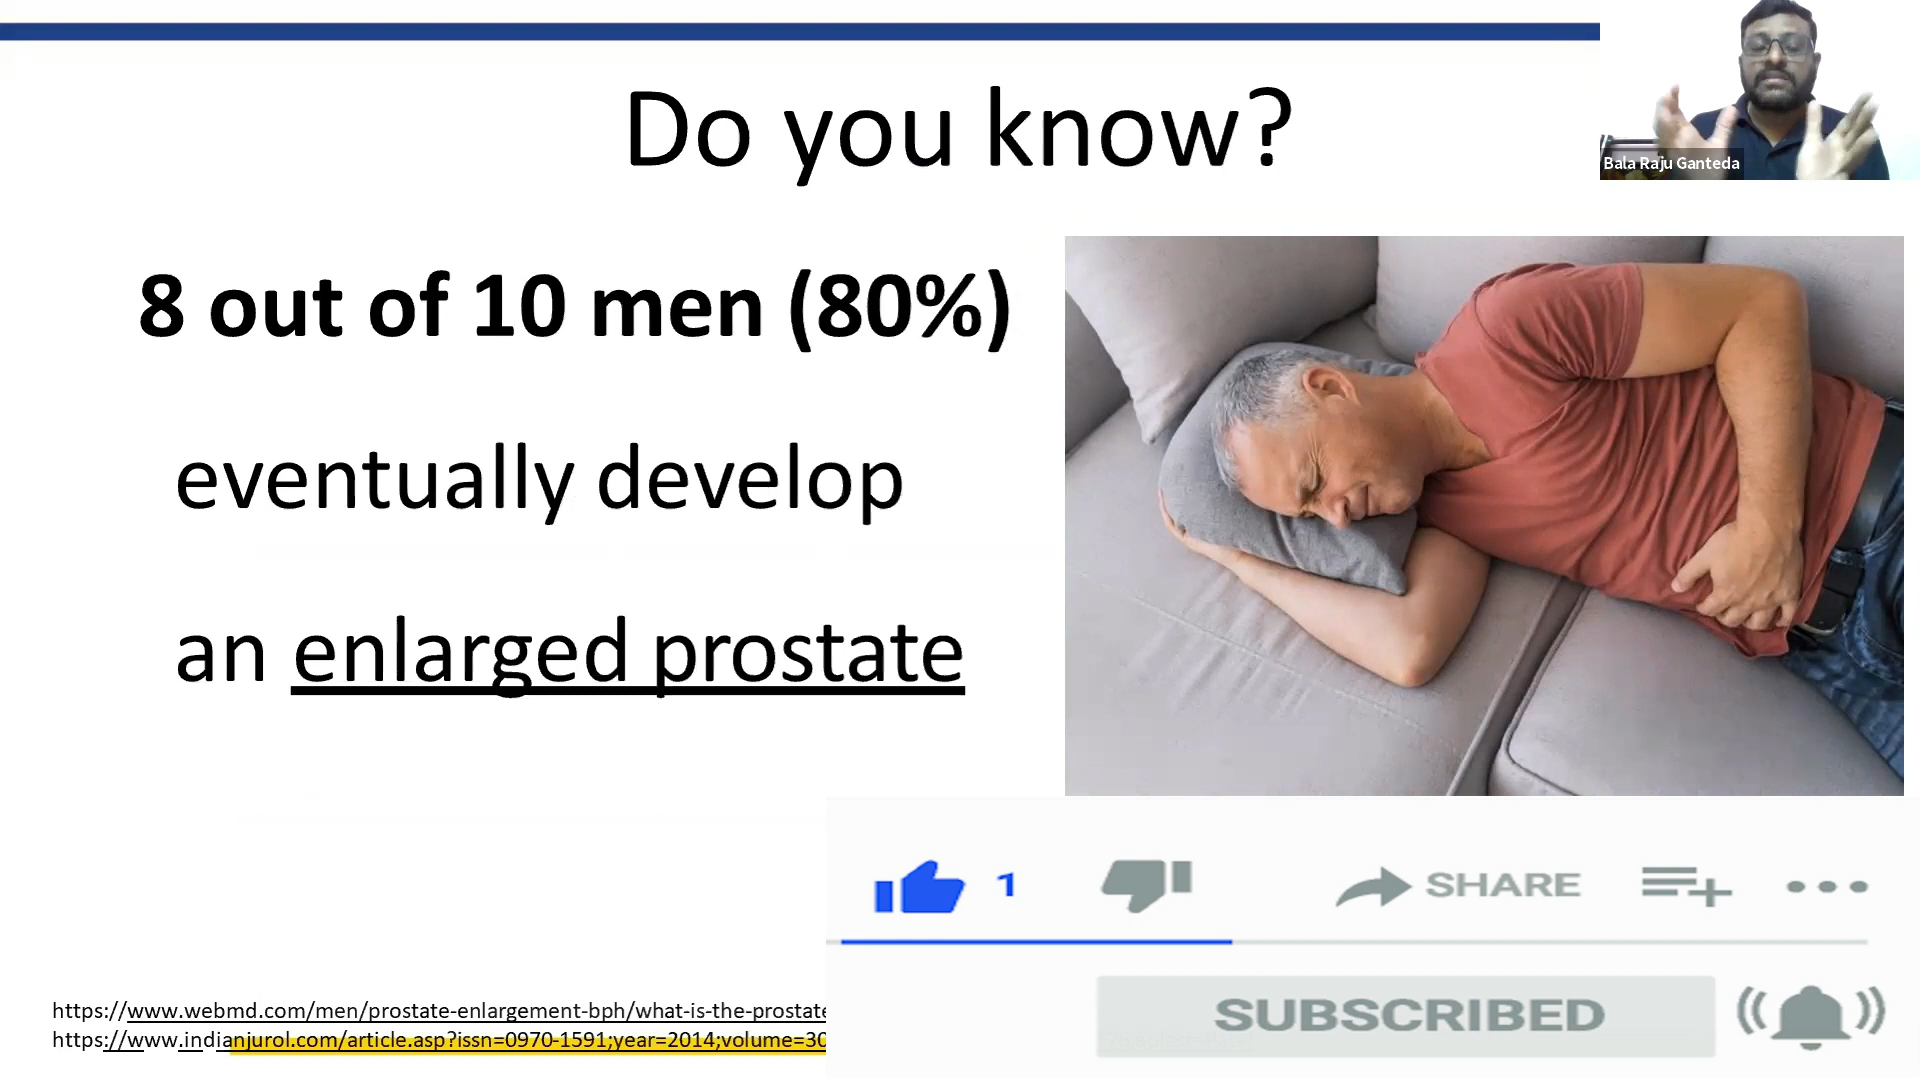 Do you know?
Bala Raju Ganteda
8 out of 10 men (80%)
eventually develop
an enlarged prostate
1
SHARE
SUBSCRIBED
https://www.webmd.com/men/prostate-enlargement-bph/what-is-the-prostate
https://www.indianjurol.com/article.asp?issn=0970-1591;year=2014;volume=30